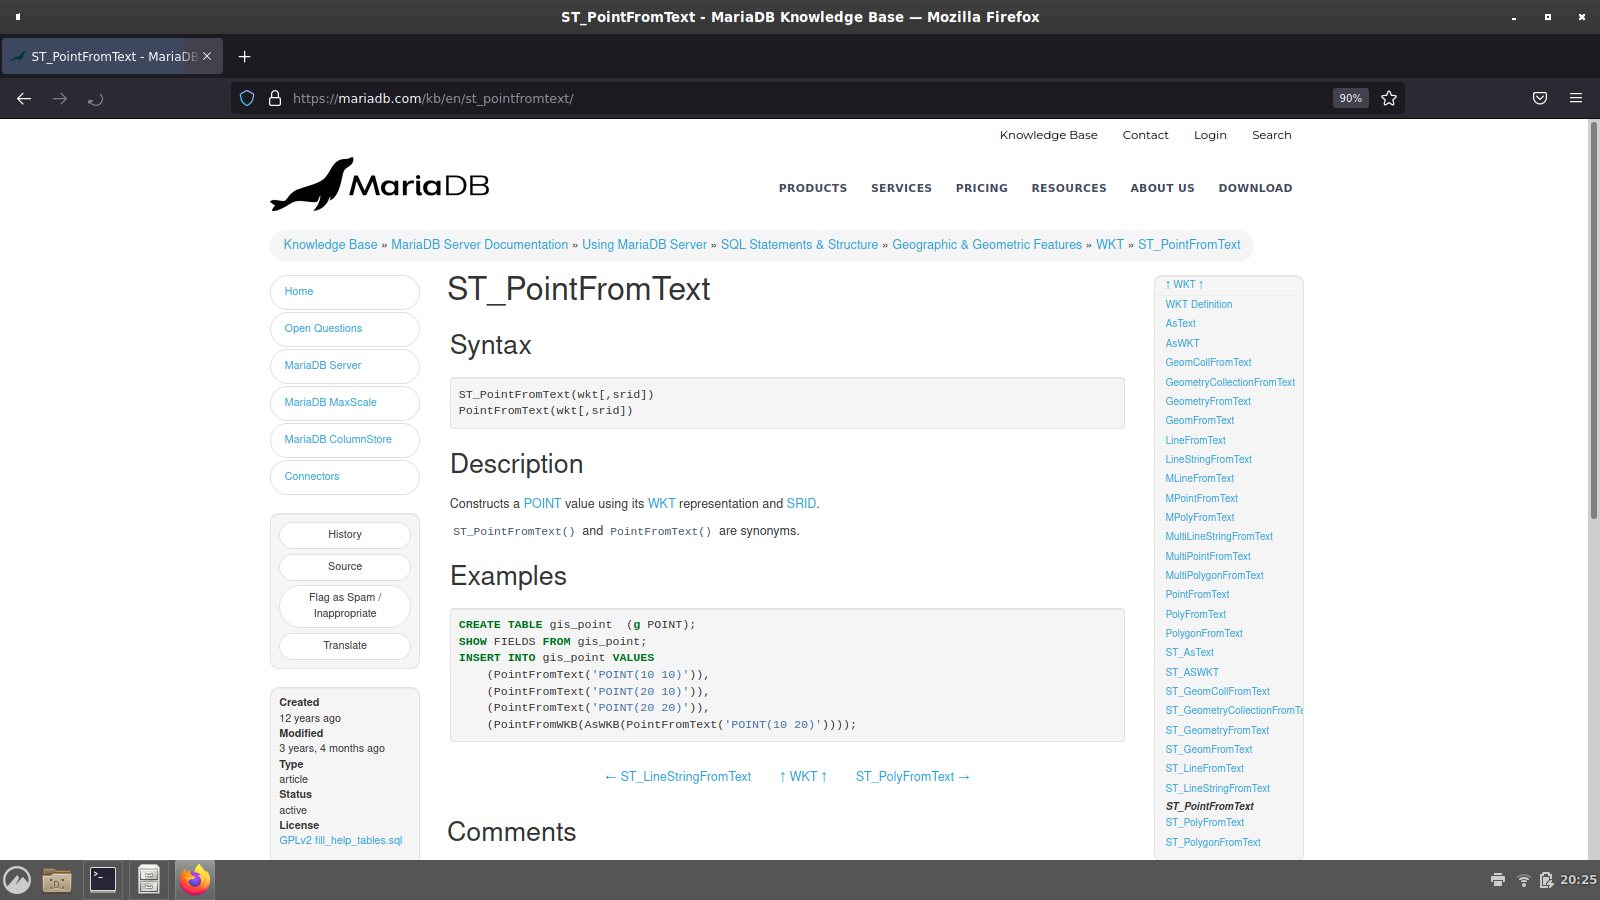 ST_PointFromText - MariaDB Knowledge Base — Mozilla Firefox
ST_PointFromText - MariaDB
https://mariadb.com/kb/en/st_pointfromtext/
90%
Knowledge Base Contact Login Search
MariaDB
PRODUCTS SERVICES PRICING RESOURCES ABOUT US DOWNLOAD
Knowledge Base » MariaDB Server Documentation » Using MariaDB Server » SQL Statements & Structure » Geographic & Geometric Features » WKT » ST_PointFromText
Home
Open Questions
MariaDB Server
MariaDB MaxScale
MariaDB ColumnStore
Connectors
History
Source
Flag as Spam /
Inappropriate
Translate
Created
12 years ago
Modified
3 years, 4 months ago
Type
article
Status
active
License
GPLv2 fill_help_tables.sql
ST_PointFromText
Syntax
ST_PointFromText(wkt[,srid])
PointFromText(wkt[,srid])
Description
Constructs a POINT value using its WKT representation and SRID.
ST_PointFromText() and PointFromText() are synonyms.
Examples
CREATE TABLE gis_point  (g POINT);
SHOW FIELDS FROM gis_point;
INSERT INTO gis_point VALUES
    (PointFromText('POINT(10 10)')),
    (PointFromText('POINT(20 10)')),
    (PointFromText('POINT(20 20)')),
    (PointFromWKB(AsWKB(PointFromText('POINT(10 20)'))));
← ST_LineStringFromText ↑ WKT ↑ ST_PolyFromText →
Comments
↑ WKT ↑
WKT Definition
AsText
AsWKT
GeomCollFromText
GeometryCollectionFromText
GeometryFromText
GeomFromText
LineFromText
LineStringFromText
MLineFromText
MPointFromText
MPolyFromText
MultiLineStringFromText
MultiPointFromText
MultiPolygonFromText
PointFromText
PolyFromText
PolygonFromText
ST_AsText
ST_ASWKT
ST_GeomCollFromText
ST_GeometryCollectionFromTe
ST_GeometryFromText
ST_GeomFromText
ST_LineFromText
ST_LineStringFromText
ST_PointFromText
ST_PolyFromText
ST_PolygonFromText
20:25